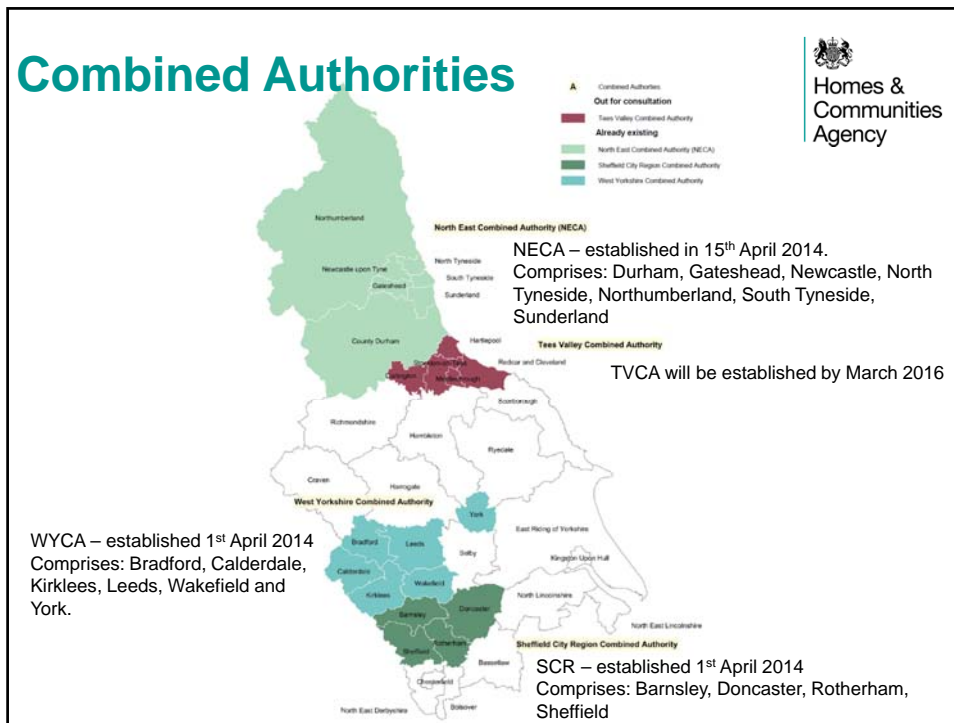 Combined Authorities
Homes &
Communities
Agency
A Combined Authorities
Out for consultation
Tees Valley Combined Authority
Already existing
North East Combined Authority (NECA)
Sheffield City Region Combined Authority
West Yorkshire Combined Authority
Northumberland
North East Combined Authority (NECA)
NECA – established in 15th April 2014.
Comprises: Durham, Gateshead, Newcastle, North
Tyneside, Northumberland, South Tyneside,
Sunderland
North Tyneside
Newcastle upon Tyne
South Tyneside
Gateshead
Sunderland
County Durham
Hartlepool
Tees Valley Combined Authority
Stockton-on-Tees
Redcar and Cleveland
Darlington
Middlesbrough
TVCA will be established by March 2016
Scarborough
Richmondshire
Hambleton
Ryedale
Craven
Harrogate
West Yorkshire Combined Authority
York
East Riding of Yorkshire
WYCA – established 1st April 2014
Comprises: Bradford, Calderdale,
Kirklees, Leeds, Wakefield and
York.
Bradford
Leeds
Selby
Kingston Upon Hull
Calderdale
Wakefield
Kirklees
North Lincolnshire
Barnsley
Doncaster
North East Lincolnshire
Rotherham
Sheffield
Sheffield City Region Combined Authority
Bassetlaw
SCR – established 1st April 2014
Comprises: Barnsley, Doncaster, Rotherham,
Sheffield
Chesterfield
Bolsover
North East Derbyshire